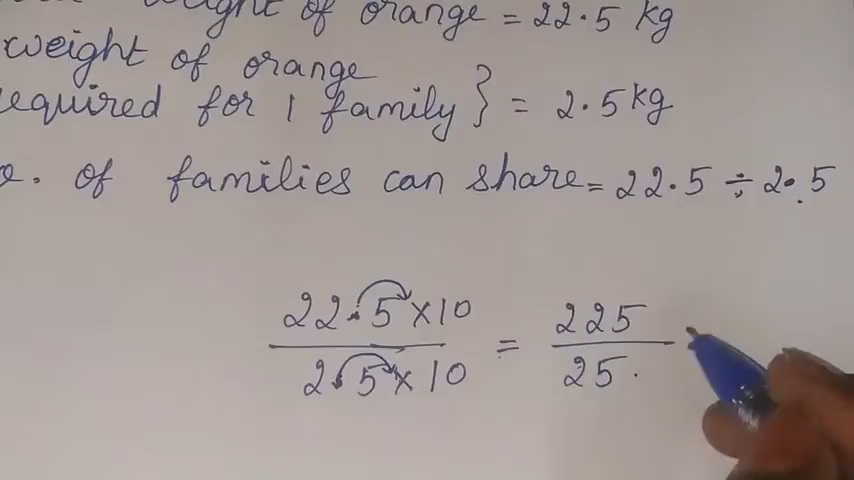 weight of orange = 22.5 kg
weight of orange
required for 1 family } = 2.5 kg
of families can share = 22.5 ÷ 2.5
22.5 × 10 = 225
2.5 × 10 25.